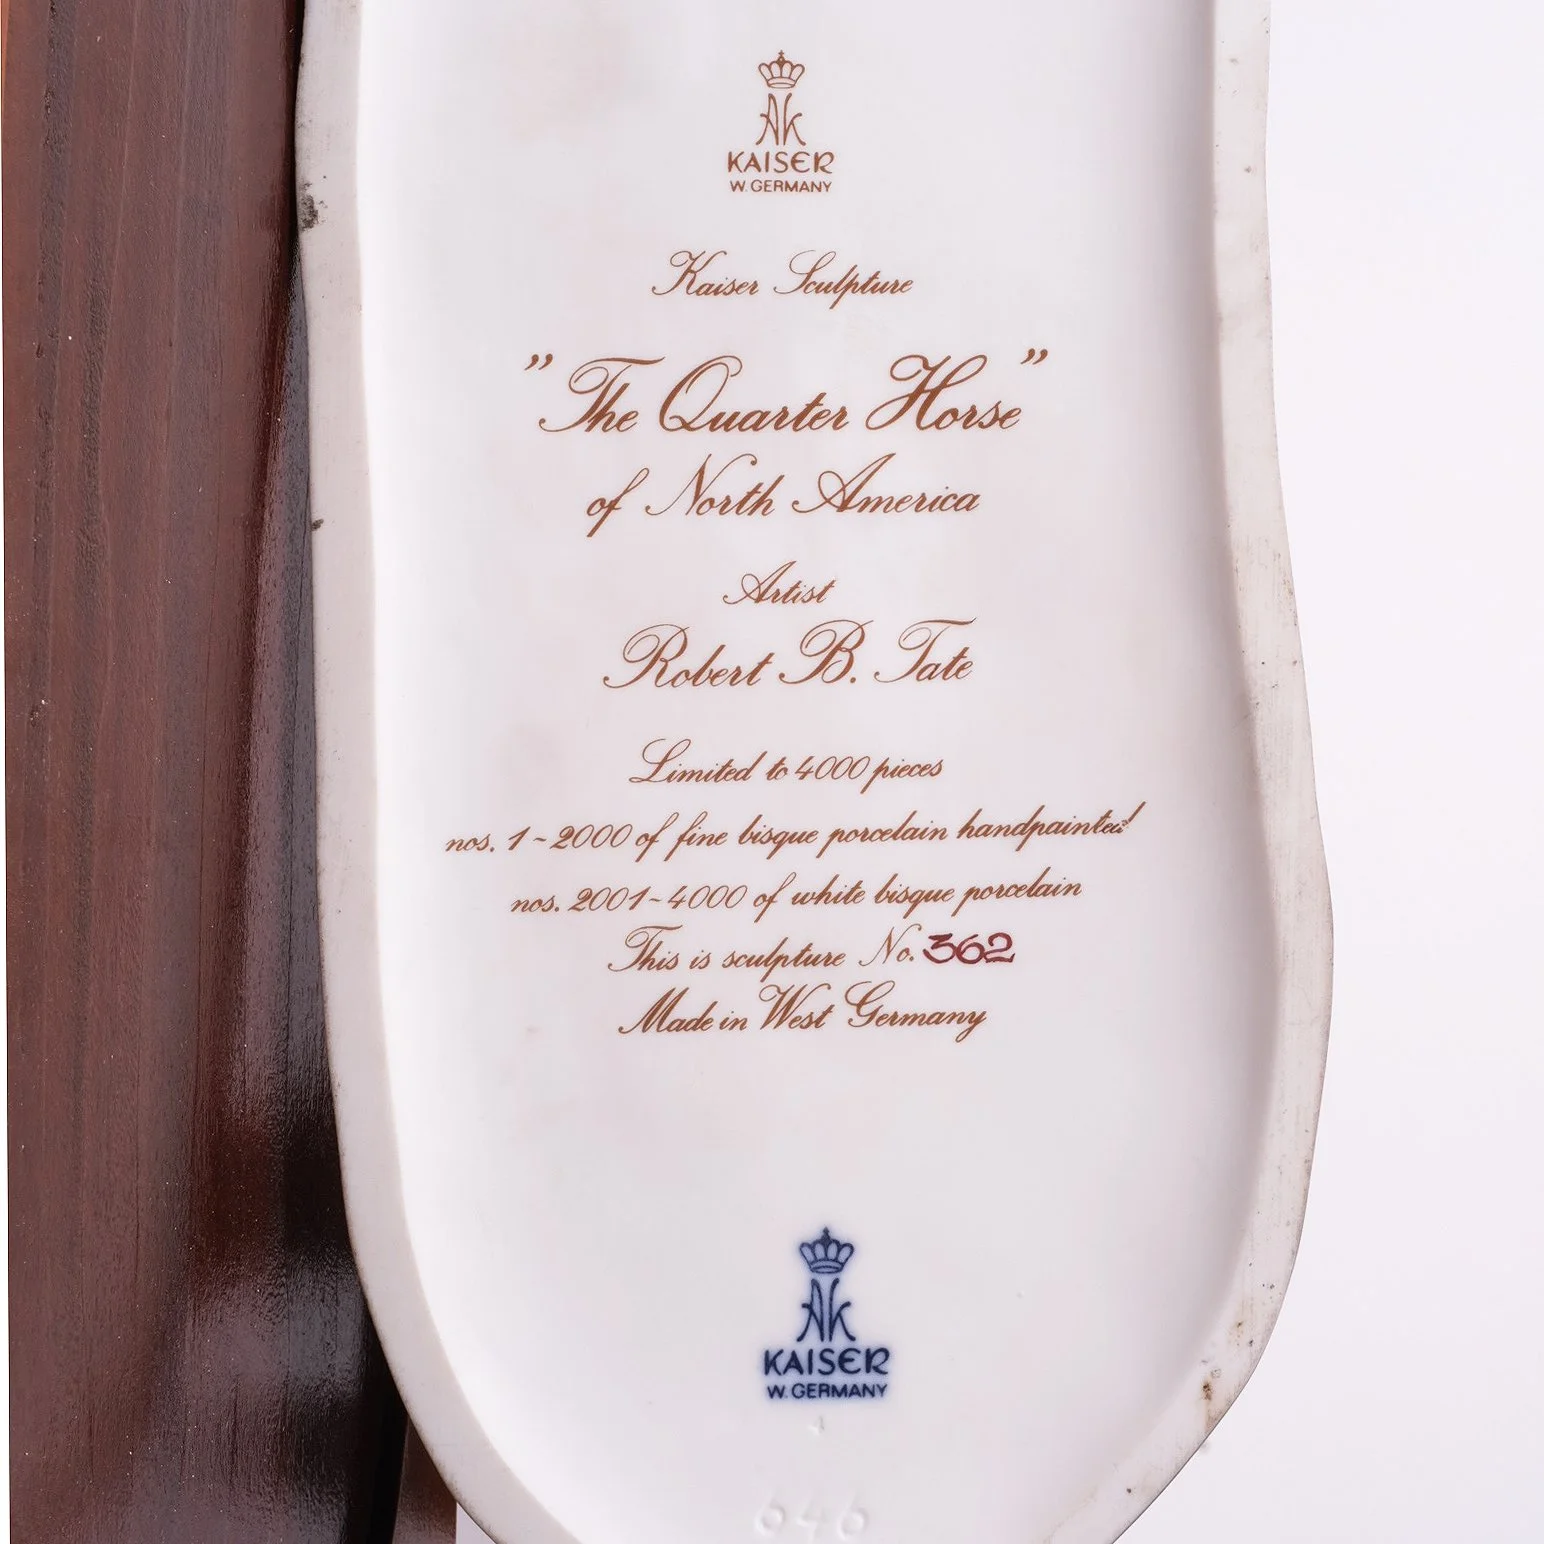 AK
KAISER
W. GERMANY
Kaiser Sculpture
"The Quarter Horse"
of North America
Artist
Robert B. Tate
Limited to 4000 pieces
nos. 1-2000 of fine bisque porcelain handpainted
nos. 2001-4000 of white bisque porcelain
This is sculpture No. 362
Made in West Germany
AK
KAISER
W. GERMANY
646